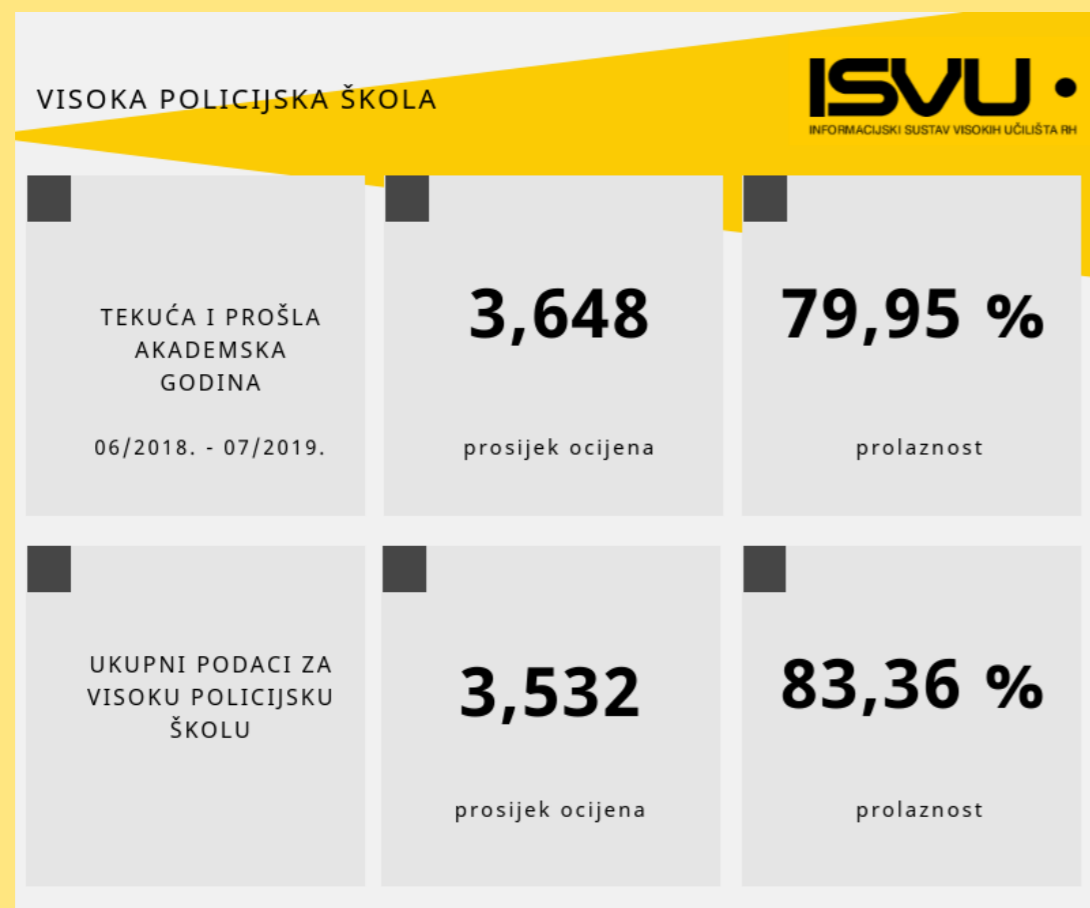 VISOKA POLICIJSKA ŠKOLA
ISVU
INFORMACIJSKI SUSTAV VISOKIH UČILIŠTA RH
TEKUĆA I PROŠLA
AKADEMSKA
GODINA
06/2018. - 07/2019.
3,648
prosijek ocijena
79,95 %
prolaznost
UKUPNI PODACI ZA
VISOKU POLICIJSKU
ŠKOLU
3,532
prosijek ocijena
83,36 %
prolaznost